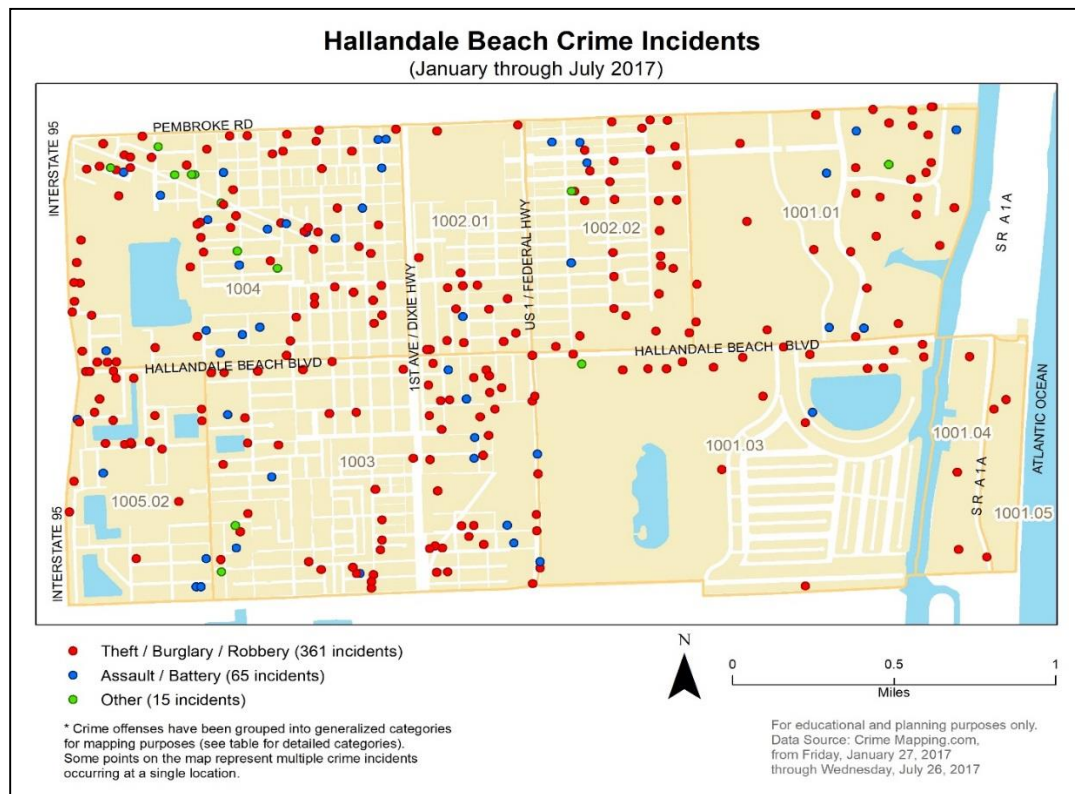 Hallandale Beach Crime Incidents
(January through July 2017)
INTERSTATE 95
PEMBROKE RD
1002.01
1002.02
1001.01
SR A1A
1004
1ST AVE / DIXIE HWY
US 1 / FEDERAL HWY
HALLANDALE BEACH BLVD
HALLANDALE BEACH BLVD
1003
1001.03
1001.04
ATLANTIC OCEAN
1005.02
SR A1A
1001.05
INTERSTATE 95
Theft / Burglary / Robbery (361 incidents)
Assault / Battery (65 incidents)
Other (15 incidents)
* Crime offenses have been grouped into generalized categories
for mapping purposes (see table for detailed categories).
Some points on the map represent multiple crime incidents
occurring at a single location.
N
0 0.5 1
Miles
For educational and planning purposes only.
Data Source: Crime Mapping.com,
from Friday, January 27, 2017
through Wednesday, July 26, 2017